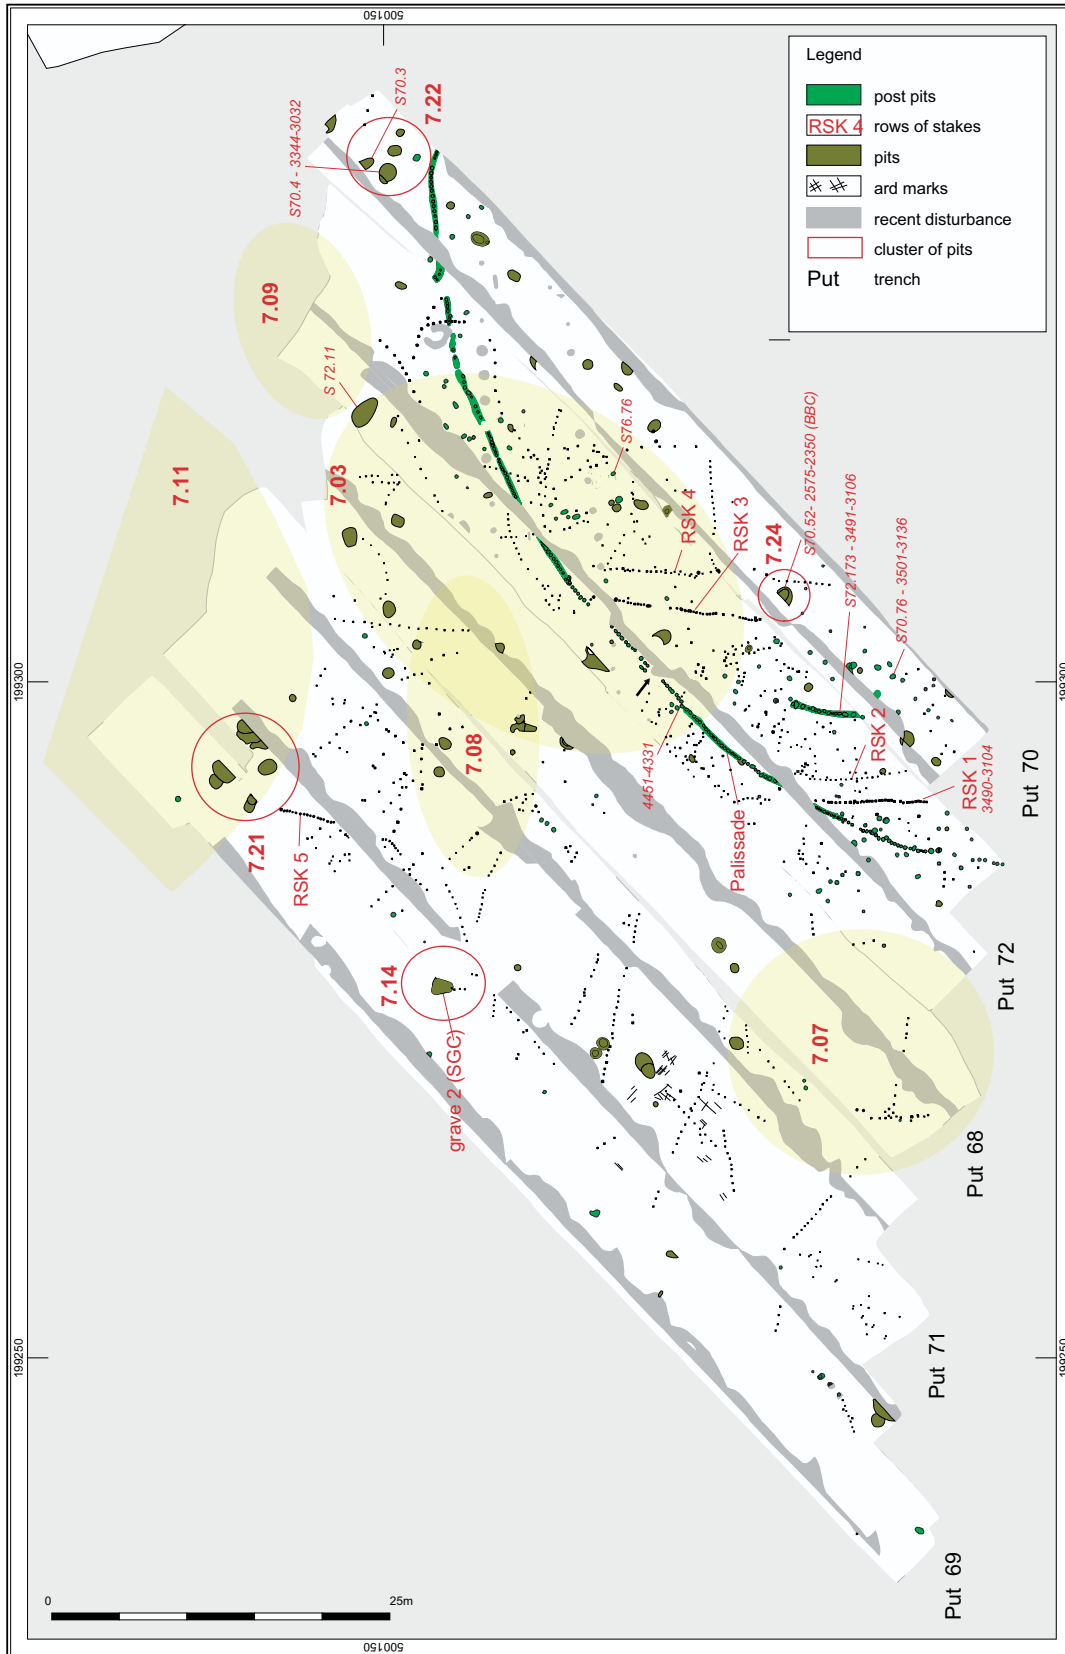 500150
Legend
post pits
RSK 4
rows of stakes
pits
ard marks
recent disturbance
cluster of pits
Put
trench
S70.4 - 3344-3032
S70.3
7.22
7.09
S 72.11
7.11
7.03
S76.76
RSK 4
RSK 3
7.24
S70.52- 2575-2350 (BBC)
S72.173 - 3491-3106
S70.76 - 3501-3136
199300
199300
7.08
4451-4331
Palissade
RSK 2
RSK 1
3490-3104
Put 70
7.21
RSK 5
7.14
grave 2 (SGC)
7.07
Put 72
Put 68
199250
199250
Put 71
Put 69
0
25m
500150